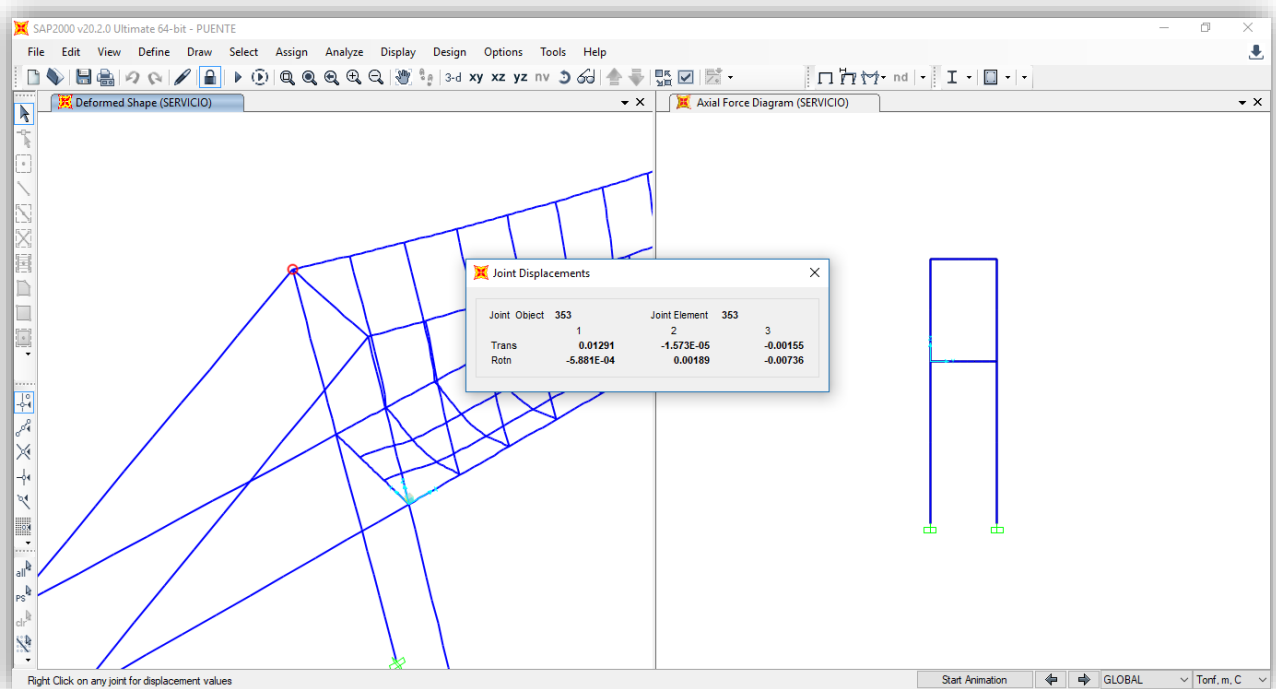 SAP2000 v20.2.0 Ultimate 64-bit - PUENTE
File Edit View Define Draw Select Assign Analyze Display Design Options Tools Help
3-d xy xz yz nv nd
Deformed Shape (SERVICIO)
Axial Force Diagram (SERVICIO)
Joint Displacements
Joint Object 353 Joint Element 353
1 2 3
Trans 0.01291 -1.573E-05 -0.00155
Rotn -5.881E-04 0.00189 -0.00736
all
PS
clr
Right Click on any joint for displacement values
Start Animation
GLOBAL
Tonf, m, C